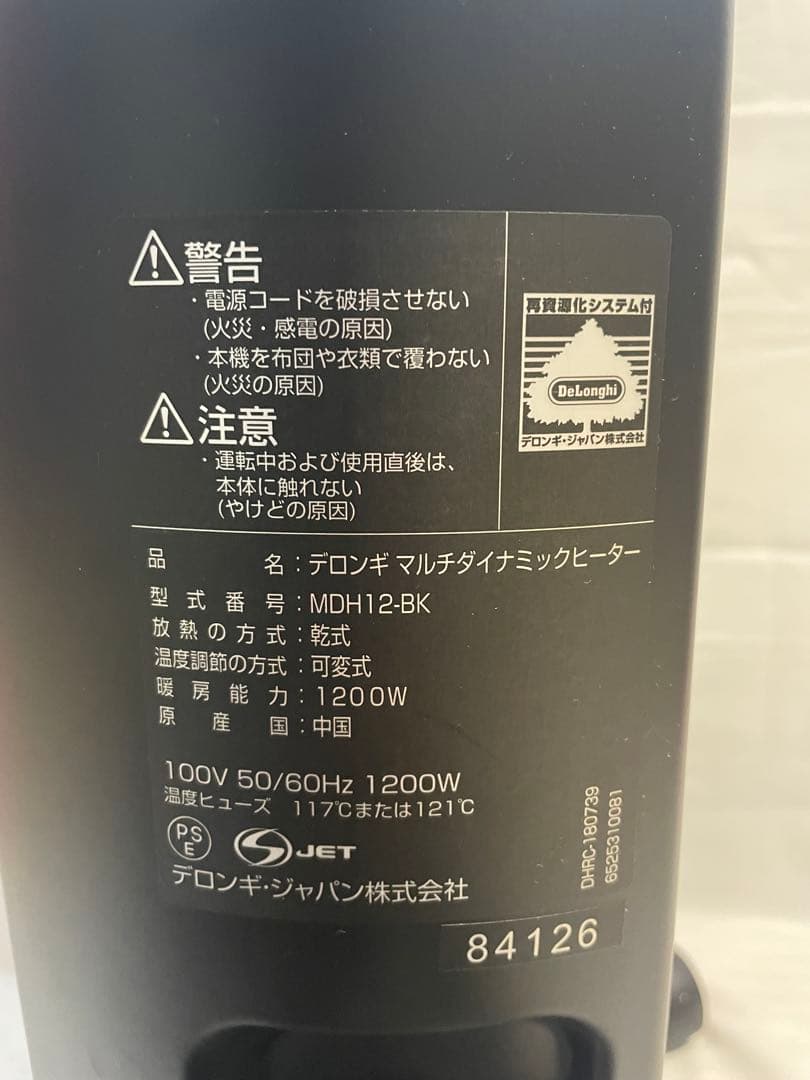 警告
・電源コードを破損させない
(火災・感電の原因)
・本機を布団や衣類で覆わない
(火災の原因)
注意
・運転中および使用直後は、
本体に触れない
(やけどの原因)
再資源化システム付
DeLonghi
デロンギ・ジャパン株式会社
品名:デロンギ マルチダイナミックヒーター
型式番号:MDH12-BK
放熱の方式:乾式
温度調節の方式:可変式
暖房能力:1200W
原産国:中国
100V 50/60Hz 1200W
温度ヒューズ 117℃または121℃
PSE
JET
デロンギ・ジャパン株式会社
DHRC-180739
6525310081
84126